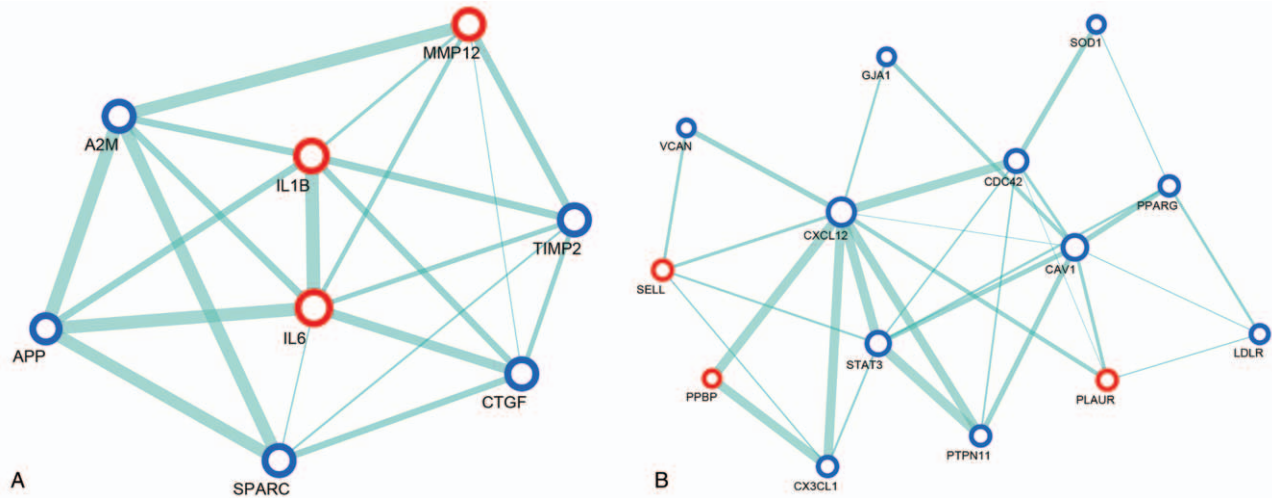 MMP12
A2M
IL1B
TIMP2
IL6
APP
CTGF
SPARC
A
SOD1
GJA1
VCAN
CDC42
PPARG
CXCL12
CAV1
SELL
STAT3
LDLR
PPBP
PLAUR
PTPN11
CX3CL1
B